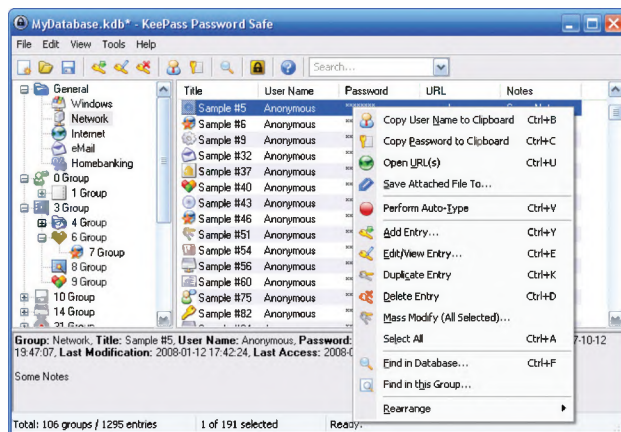 MyDatabase.kdb* - KeePass Password Safe
File Edit View Tools Help
Search...
General
Windows
Network
Internet
eMail
Homebanking
0 Group
1 Group
3 Group
4 Group
6 Group
7 Group
8 Group
9 Group
10 Group
14 Group
21 Group
Title User Name Password URL Notes
Sample #5 Anonymous
Sample #6 Anonymous
Sample #9 Anonymous
Sample #32 Anonymous
Sample #37 Anonymous
Sample #40 Anonymous
Sample #43 Anonymous
Sample #46 Anonymous
Sample #51 Anonymous
Sample #54 Anonymous
Sample #56 Anonymous
Sample #60 Anonymous
Sample #75 Anonymous
Sample #82 Anonymous
Copy User Name to Clipboard Ctrl+B
Copy Password to Clipboard Ctrl+C
Open URL(s) Ctrl+U
Save Attached File To...
Perform Auto-Type Ctrl+V
Add Entry... Ctrl+Y
Edit/View Entry... Ctrl+E
Duplicate Entry Ctrl+K
Delete Entry Ctrl+D
Mass Modify (All Selected)...
Select All Ctrl+A
Find in Database... Ctrl+F
Find in this Group...
Rearrange
Group: Network, Title: Sample #5, User Name: Anonymous, Password: 7-10-12
19:47:07, Last Modification: 2008-01-12 17:42:24, Last Access: 2008-0
Some Notes
Total: 106 groups / 1295 entries 1 of 191 selected Ready.